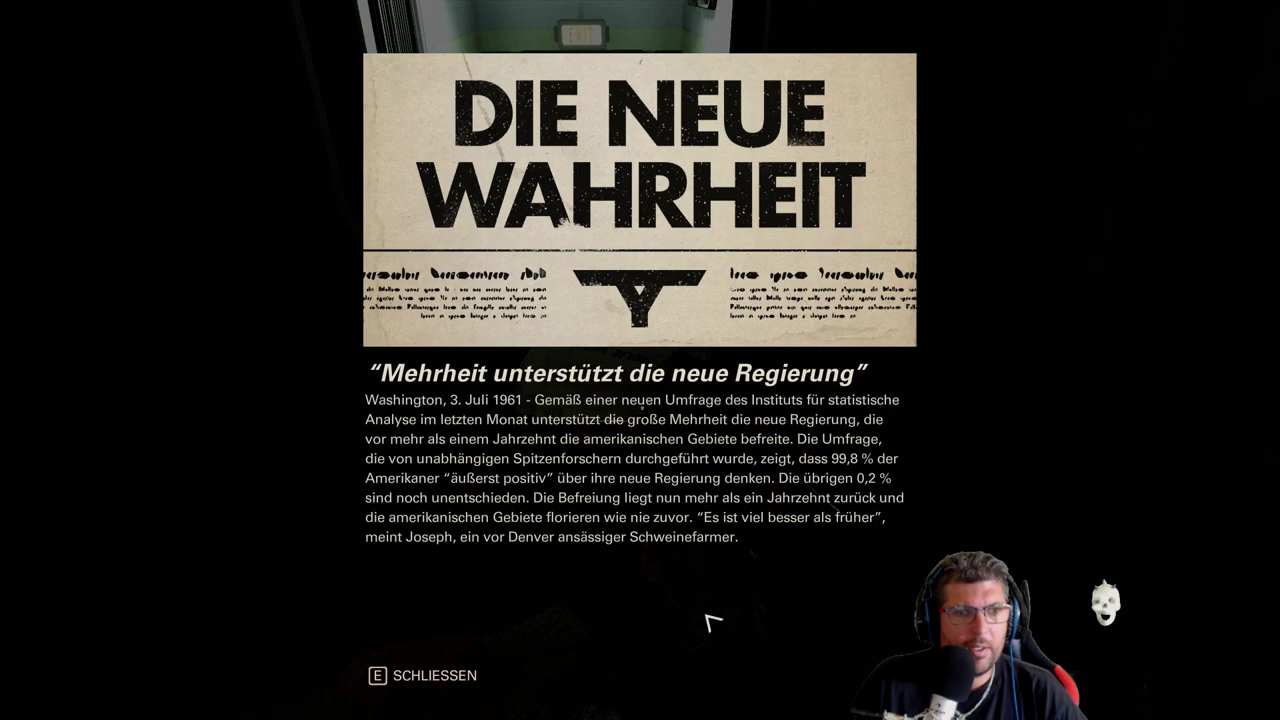 EXIT
DIE NEUE
WAHRHEIT
“Mehrheit unterstützt die neue Regierung”
Washington, 3. Juli 1961 - Gemäß einer neuen Umfrage des Instituts für statistische
Analyse im letzten Monat unterstützt die große Mehrheit die neue Regierung, die
vor mehr als einem Jahrzehnt die amerikanischen Gebiete befreite. Die Umfrage,
die von unabhängigen Spitzenforschern durchgeführt wurde, zeigt, dass 99,8 % der
Amerikaner “äußerst positiv” über ihre neue Regierung denken. Die übrigen 0,2 %
sind noch unentschieden. Die Befreiung liegt nun mehr als ein Jahrzehnt zurück und
die amerikanischen Gebiete florieren wie nie zuvor. “Es ist viel besser als früher”,
meint Joseph, ein vor Denver ansässiger Schweinefarmer.
E SCHLIESSEN